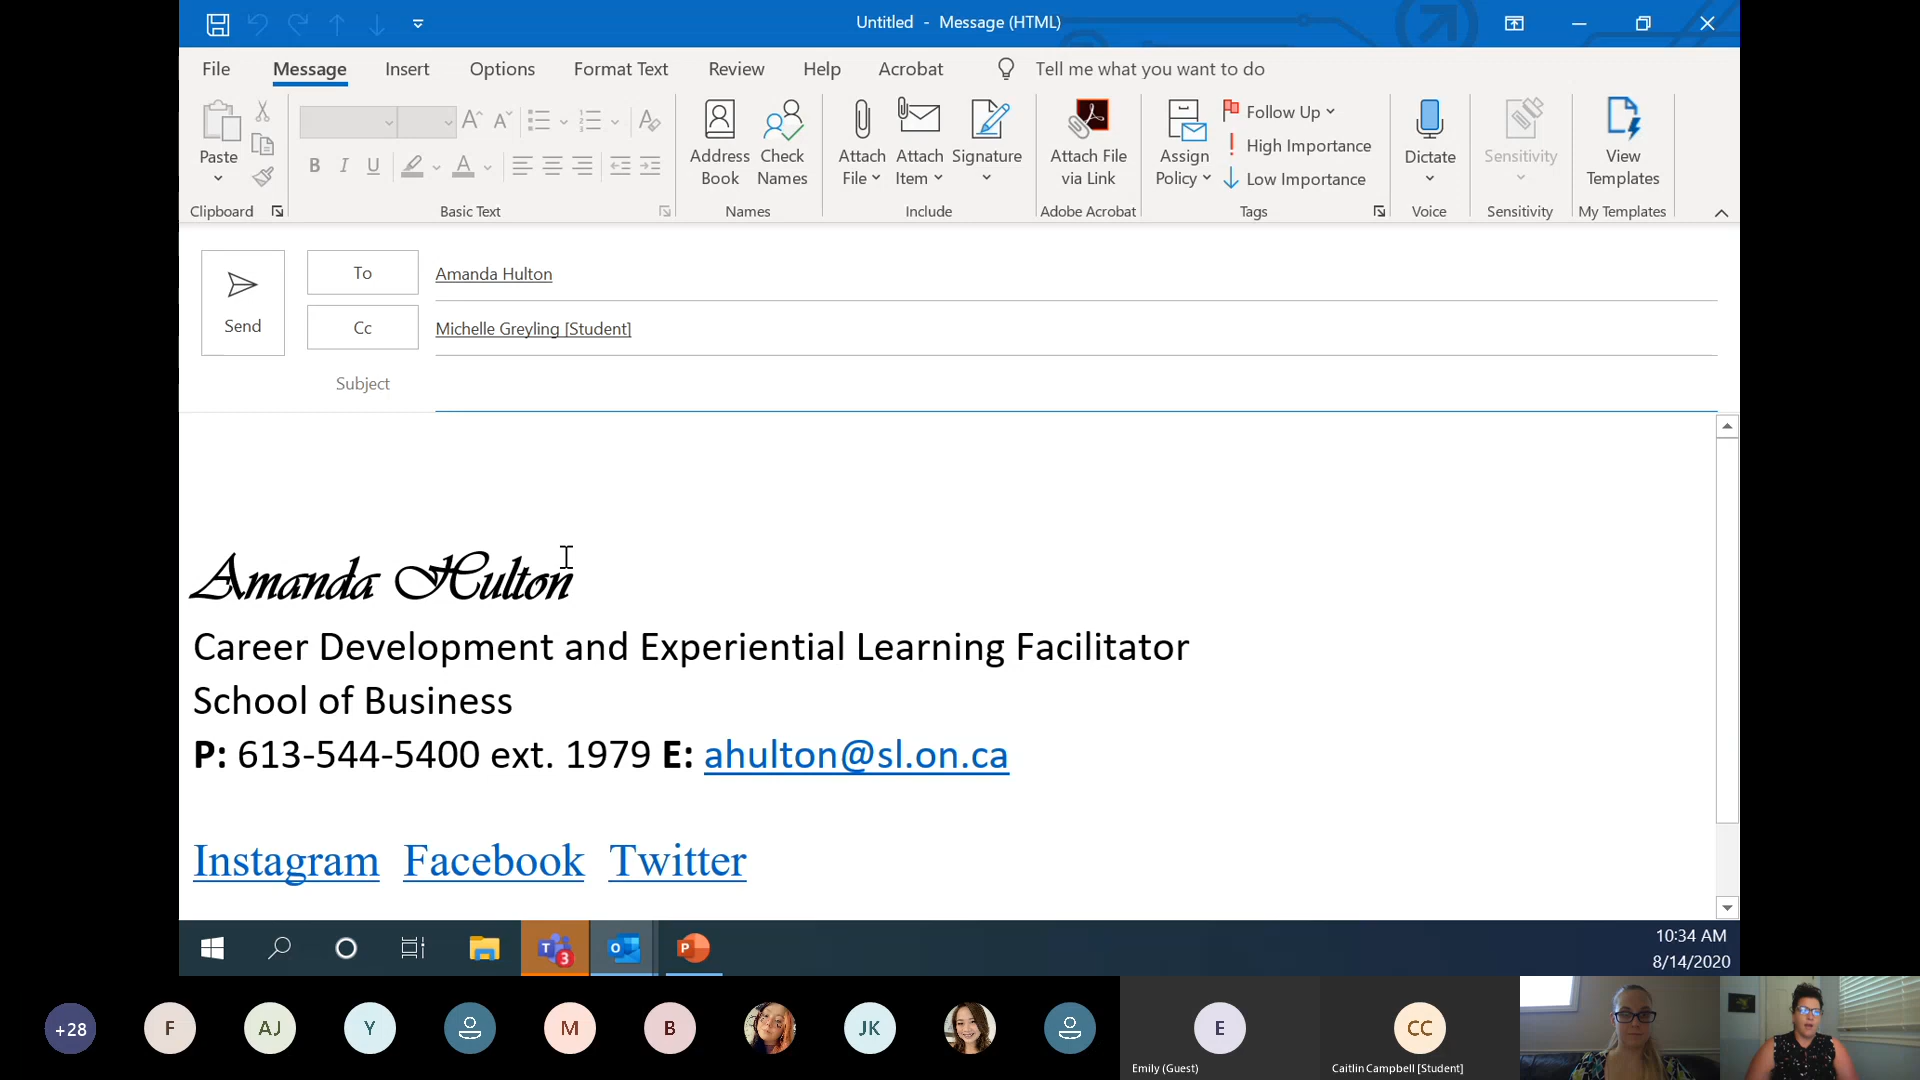 Untitled - Message (HTML)
File Message Insert Options Format Text Review Help Acrobat Tell me what you want to do
Paste
B I U
Address Book
Check Names
Attach File
Attach Item
Signature
Attach File via Link
Assign Policy
Follow Up
High Importance
Low Importance
Dictate
Sensitivity
View Templates
Clipboard Basic Text Names Include Adobe Acrobat Tags Voice Sensitivity My Templates
Send
To Amanda Hulton
Cc Michelle Greyling [Student]
Subject
Amanda Hulton
Career Development and Experiential Learning Facilitator
School of Business
P: 613-544-5400 ext. 1979 E: ahulton@sl.on.ca
Instagram Facebook Twitter
10:34 AM
8/14/2020
+28 F AJ Y M B JK E CC
Emily (Guest) Caitlin Campbell [Student]